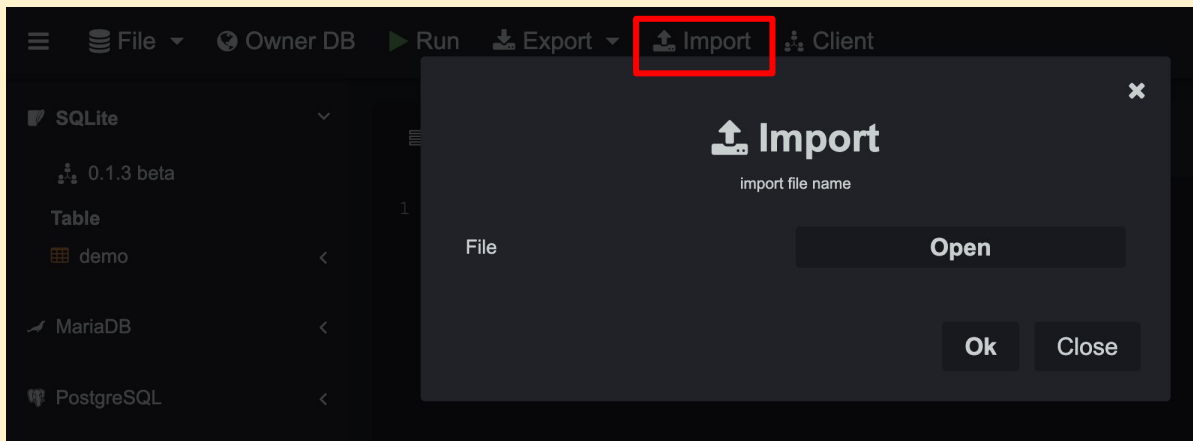 File Owner DB Run Export Import Client
SQLite
0.1.3 beta
Table
demo
MariaDB
PostgreSQL
1
Import
import file name
File Open
Ok Close